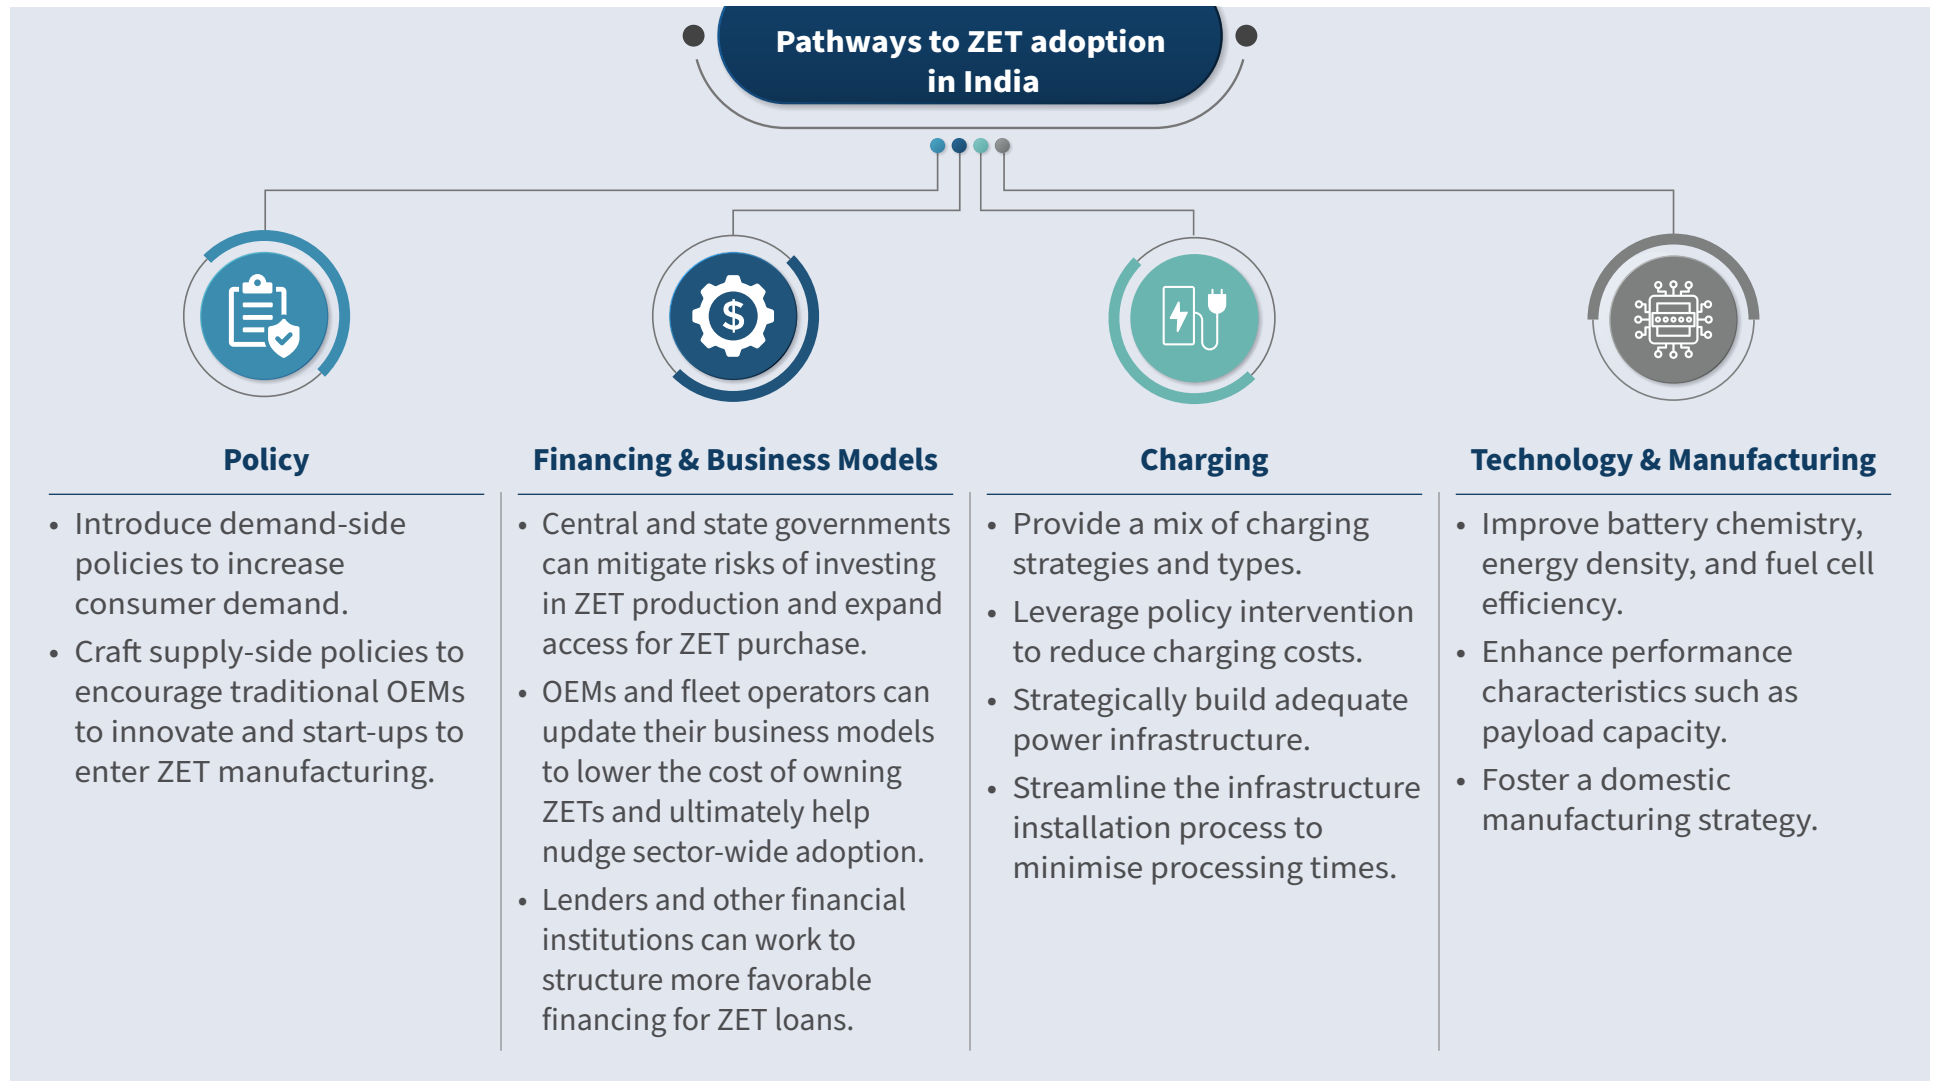 Pathways to ZET adoption
in India
$
Policy
• Introduce demand-side
policies to increase
consumer demand.
• Craft supply-side policies to
encourage traditional OEMs
to innovate and start-ups to
enter ZET manufacturing.
Financing & Business Models
• Central and state governments
can mitigate risks of investing
in ZET production and expand
access for ZET purchase.
• OEMs and fleet operators can
update their business models
to lower the cost of owning
ZETs and ultimately help
nudge sector-wide adoption.
• Lenders and other financial
institutions can work to
structure more favorable
financing for ZET loans.
Charging
• Provide a mix of charging
strategies and types.
• Leverage policy intervention
to reduce charging costs.
• Strategically build adequate
power infrastructure.
• Streamline the infrastructure
installation process to
minimise processing times.
Technology & Manufacturing
• Improve battery chemistry,
energy density, and fuel cell
efficiency.
• Enhance performance
characteristics such as
payload capacity.
• Foster a domestic
manufacturing strategy.